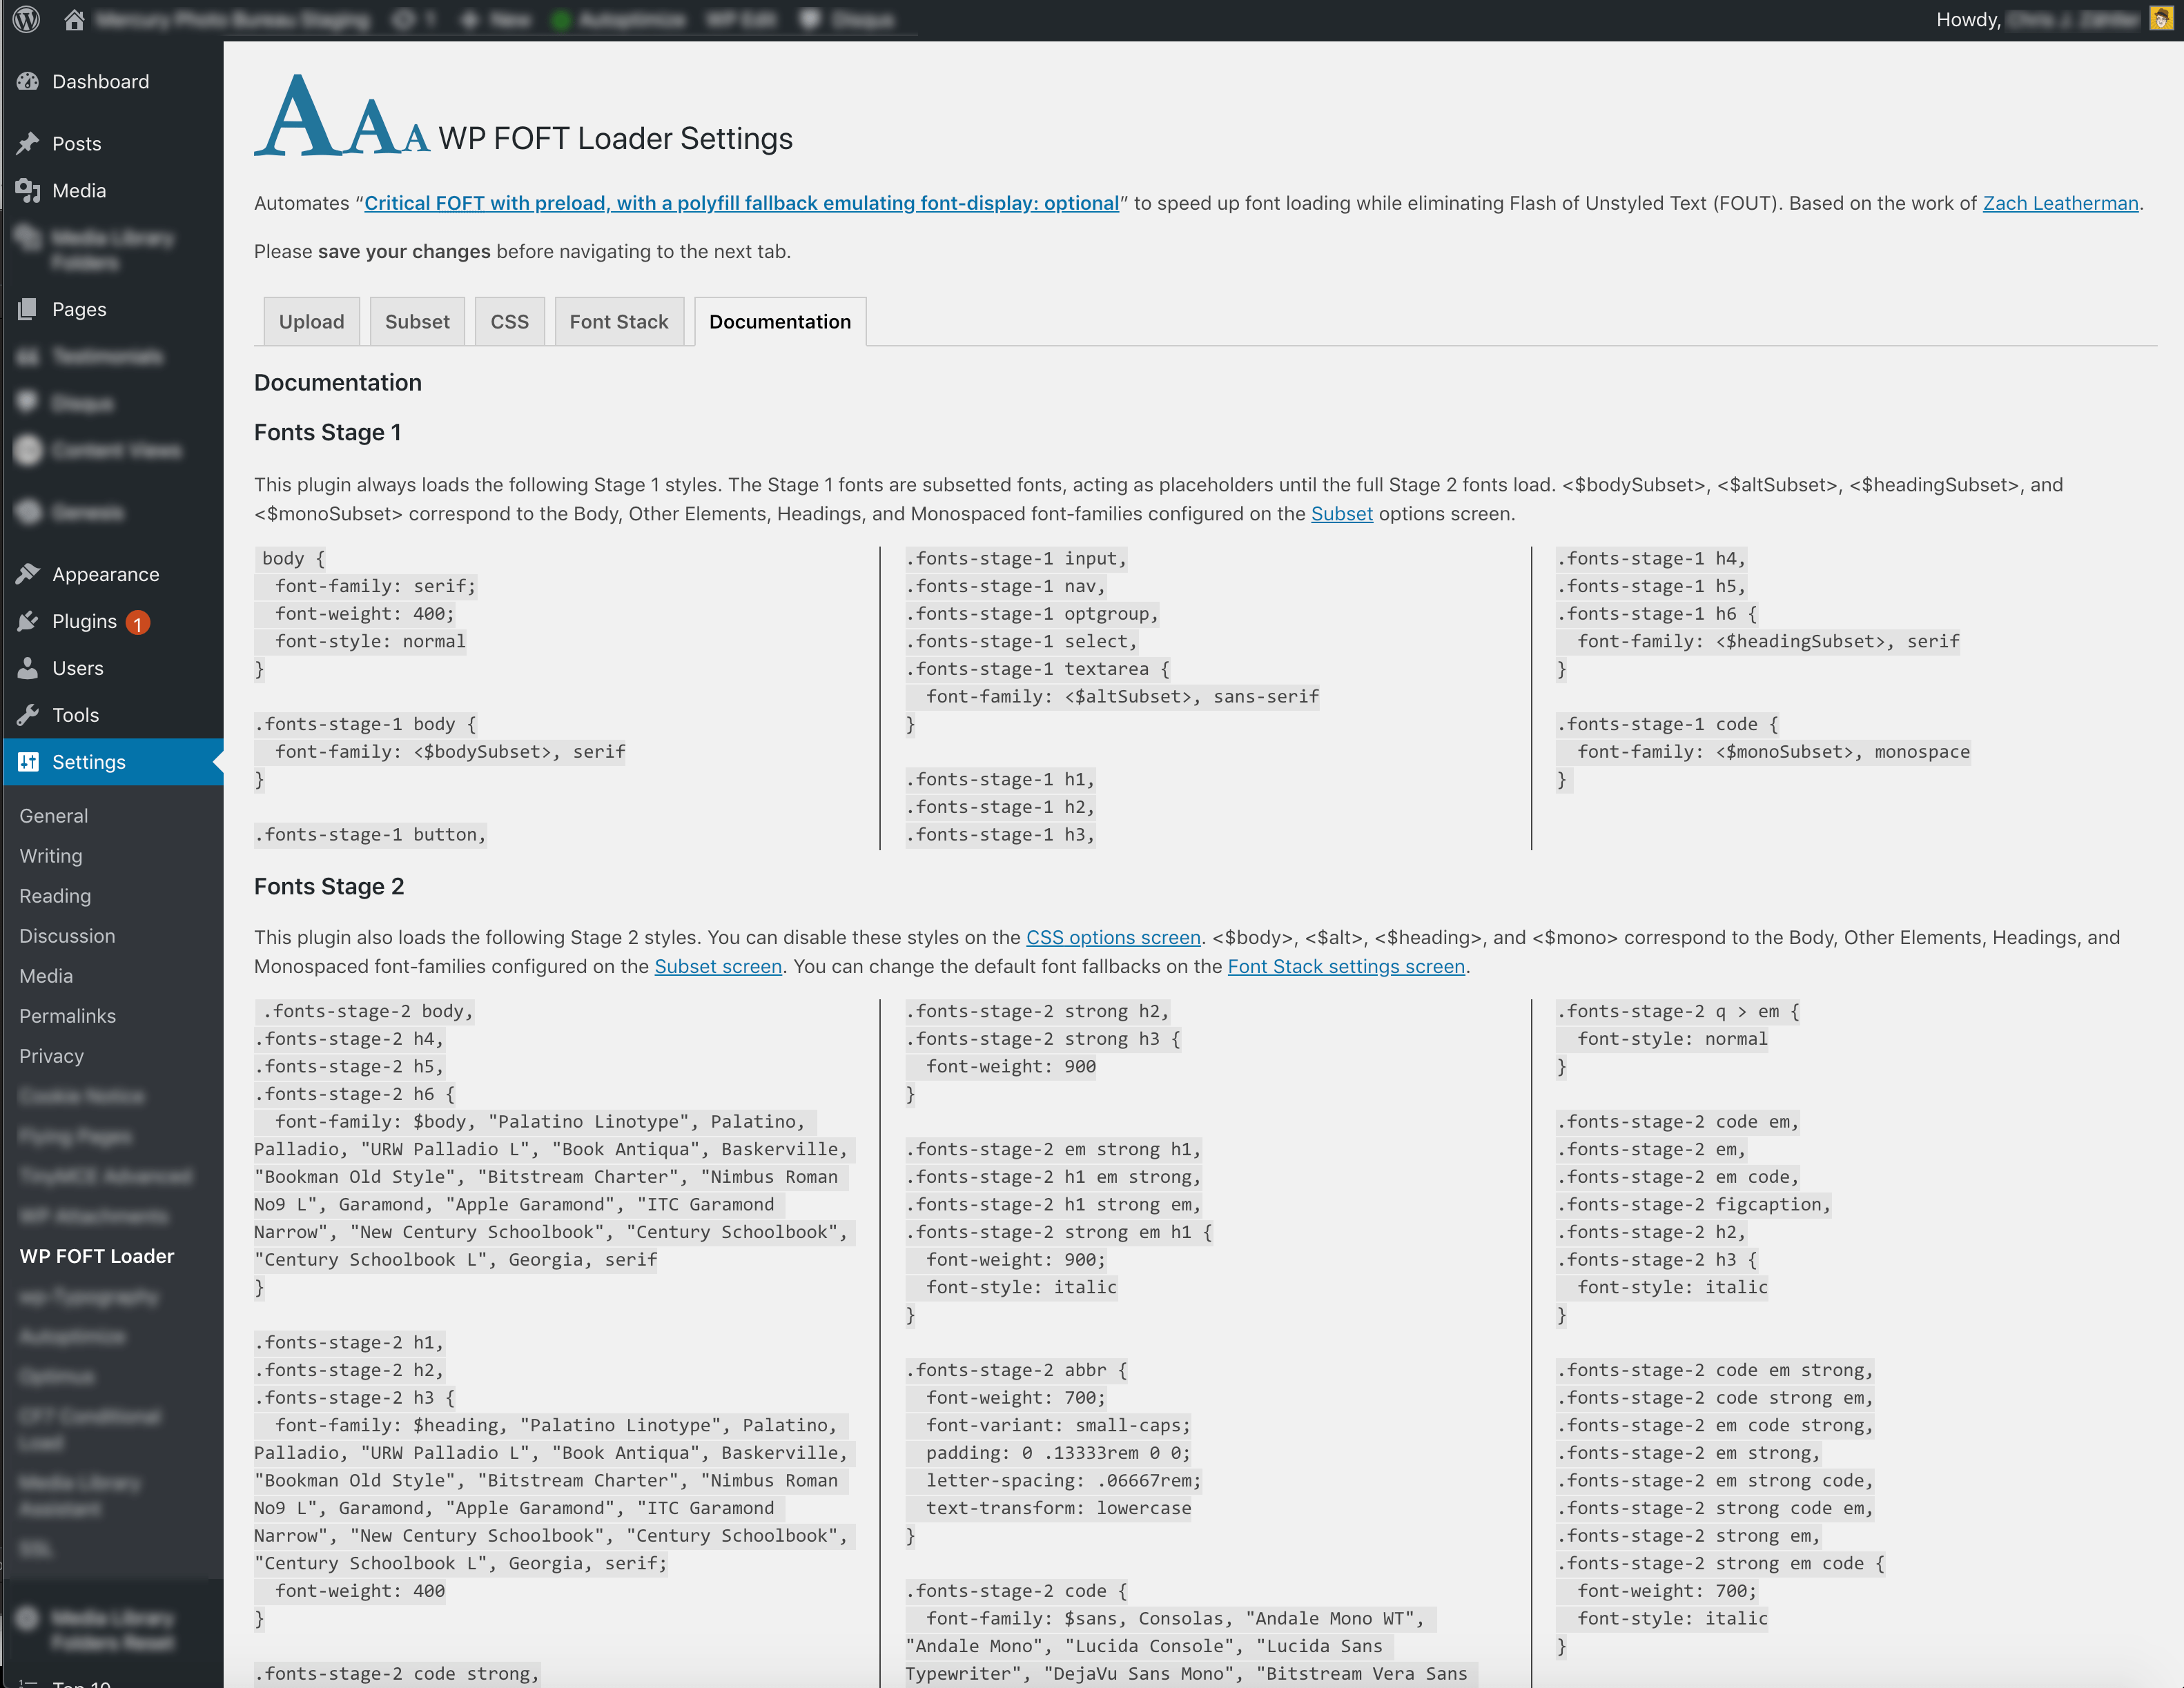 Howdy,
Dashboard
Posts
Media
Pages
Appearance
Plugins 1
Users
Tools
Settings
General
Writing
Reading
Discussion
Media
Permalinks
Privacy
WP FOFT Loader
AAA WP FOFT Loader Settings
Automates “Critical FOFT with preload, with a polyfill fallback emulating font-display: optional” to speed up font loading while eliminating Flash of Unstyled Text (FOUT). Based on the work of Zach Leatherman.
Please save your changes before navigating to the next tab.
Upload Subset CSS Font Stack Documentation
Documentation
Fonts Stage 1
This plugin always loads the following Stage 1 styles. The Stage 1 fonts are subsetted fonts, acting as placeholders until the full Stage 2 fonts load. <$bodySubset>, <$altSubset>, <$headingSubset>, and
<$monoSubset> correspond to the Body, Other Elements, Headings, and Monospaced font-families configured on the Subset options screen.
body {
font-family: serif;
font-weight: 400;
font-style: normal
}
.fonts-stage-1 body {
font-family: <$bodySubset>, serif
}
.fonts-stage-1 button,
.fonts-stage-1 input,
.fonts-stage-1 nav,
.fonts-stage-1 optgroup,
.fonts-stage-1 select,
.fonts-stage-1 textarea {
font-family: <$altSubset>, sans-serif
}
.fonts-stage-1 h1,
.fonts-stage-1 h2,
.fonts-stage-1 h3,
.fonts-stage-1 h4,
.fonts-stage-1 h5,
.fonts-stage-1 h6 {
font-family: <$headingSubset>, serif
}
.fonts-stage-1 code {
font-family: <$monoSubset>, monospace
}
Fonts Stage 2
This plugin also loads the following Stage 2 styles. You can disable these styles on the CSS options screen. <$body>, <$alt>, <$heading>, and <$mono> correspond to the Body, Other Elements, Headings, and
Monospaced font-families configured on the Subset screen. You can change the default font fallbacks on the Font Stack settings screen.
.fonts-stage-2 body,
.fonts-stage-2 h4,
.fonts-stage-2 h5,
.fonts-stage-2 h6 {
font-family: $body, "Palatino Linotype", Palatino,
Palladio, "URW Palladio L", "Book Antiqua", Baskerville,
"Bookman Old Style", "Bitstream Charter", "Nimbus Roman
No9 L", Garamond, "Apple Garamond", "ITC Garamond
Narrow", "New Century Schoolbook", "Century Schoolbook",
"Century Schoolbook L", Georgia, serif
}
.fonts-stage-2 h1,
.fonts-stage-2 h2,
.fonts-stage-2 h3 {
font-family: $heading, "Palatino Linotype", Palatino,
Palladio, "URW Palladio L", "Book Antiqua", Baskerville,
"Bookman Old Style", "Bitstream Charter", "Nimbus Roman
No9 L", Garamond, "Apple Garamond", "ITC Garamond
Narrow", "New Century Schoolbook", "Century Schoolbook",
"Century Schoolbook L", Georgia, serif;
font-weight: 400
}
.fonts-stage-2 code strong,
.fonts-stage-2 strong h2,
.fonts-stage-2 strong h3 {
font-weight: 900
}
.fonts-stage-2 em strong h1,
.fonts-stage-2 h1 em strong,
.fonts-stage-2 h1 strong em,
.fonts-stage-2 strong em h1 {
font-weight: 900;
font-style: italic
}
.fonts-stage-2 abbr {
font-weight: 700;
font-variant: small-caps;
padding: 0 .13333rem 0 0;
letter-spacing: .06667rem;
text-transform: lowercase
}
.fonts-stage-2 code {
font-family: $sans, Consolas, "Andale Mono WT",
"Andale Mono", "Lucida Console", "Lucida Sans
Typewriter", "DejaVu Sans Mono", "Bitstream Vera Sans
.fonts-stage-2 q > em {
font-style: normal
}
.fonts-stage-2 code em,
.fonts-stage-2 em,
.fonts-stage-2 em code,
.fonts-stage-2 figcaption,
.fonts-stage-2 h2,
.fonts-stage-2 h3 {
font-style: italic
}
.fonts-stage-2 code em strong,
.fonts-stage-2 code strong em,
.fonts-stage-2 em code strong,
.fonts-stage-2 em strong,
.fonts-stage-2 em strong code,
.fonts-stage-2 strong code em,
.fonts-stage-2 strong em,
.fonts-stage-2 strong em code {
font-weight: 700;
font-style: italic
}